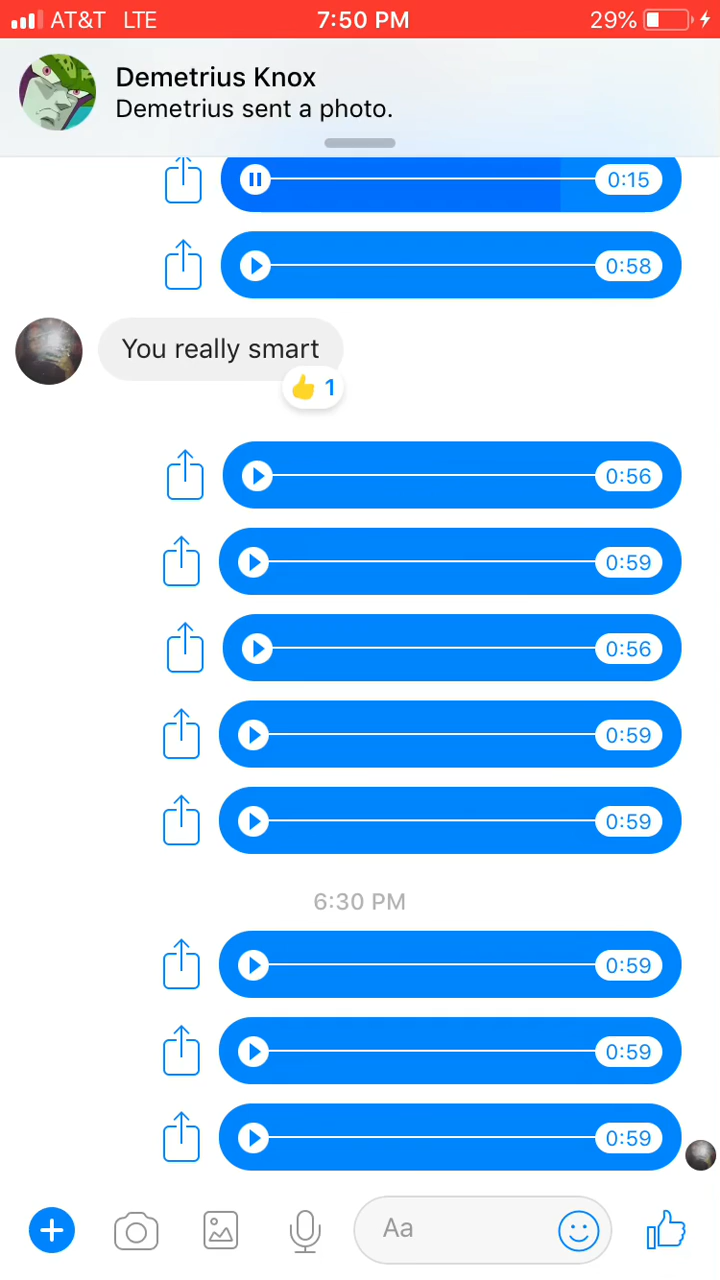 AT&T LTE 7:50 PM 29%
Demetrius Knox
Demetrius sent a photo.
0:15
0:58
You really smart
1
0:56
0:59
0:56
0:59
0:59
6:30 PM
0:59
0:59
0:59
Aa